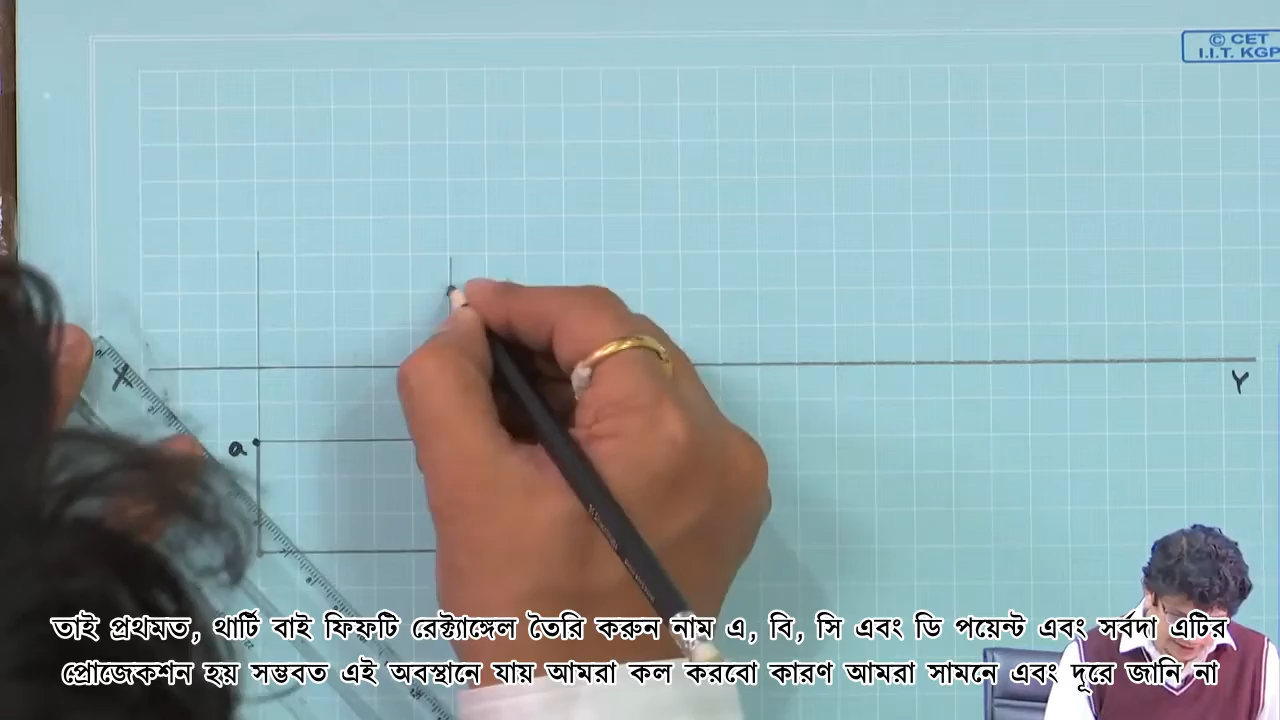 © CET
I.I.T. KGP
X
Y
a
তাই প্রথমত, থার্টি বাই ফিফটি রেক্ট্যাঙ্গেল তৈরি করুন নাম এ, বি, সি এবং ডি পয়েন্ট এবং সর্বদা এটির
প্রোজেকশন হয় সম্ভবত এই অবস্থানে যায় আমরা কল করবো কারণ আমরা সামনে এবং দূরে জানি না